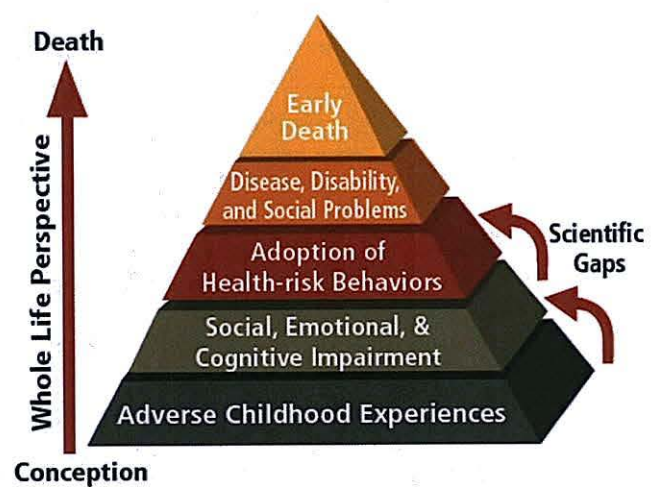 Death
Whole Life Perspective
Conception
Early
Death
Disease, Disability,
and Social Problems
Adoption of
Health-risk Behaviors
Social, Emotional, &
Cognitive Impairment
Adverse Childhood Experiences
Scientific
Gaps